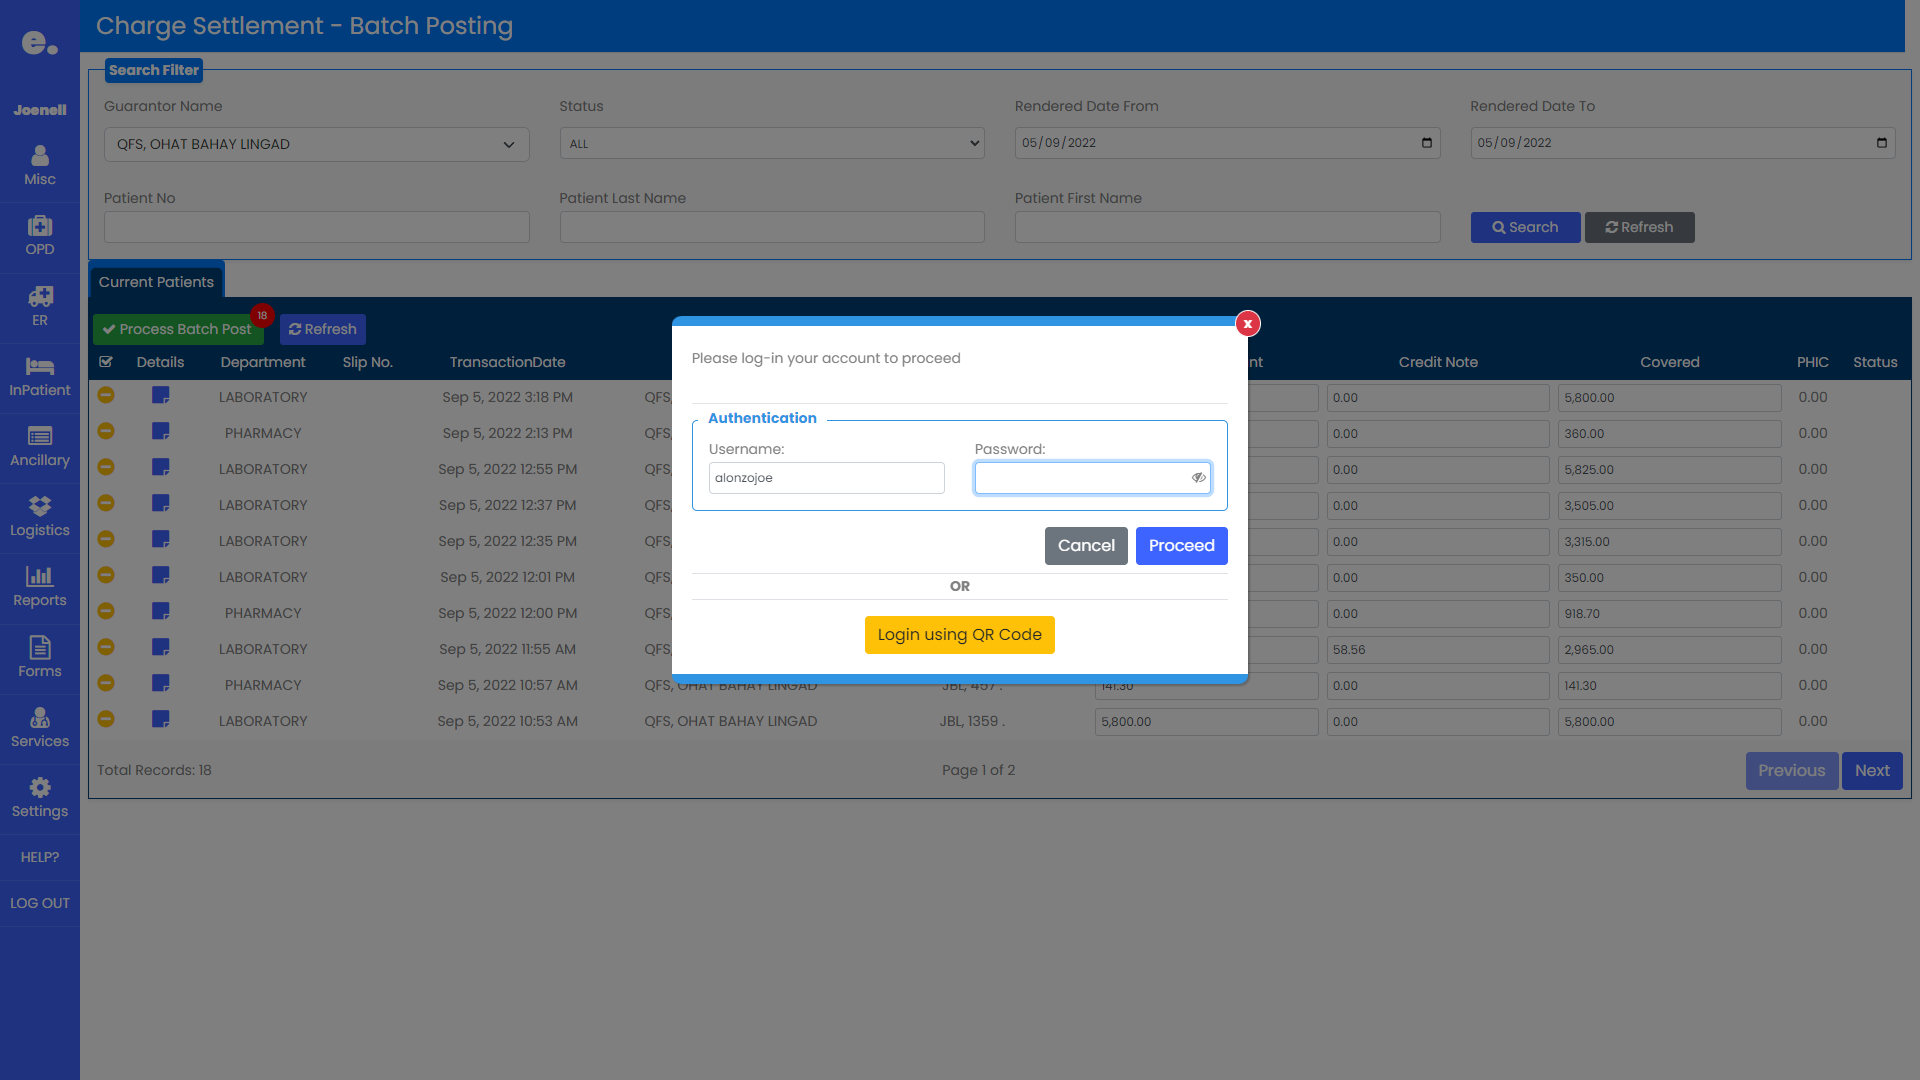 e.
Charge Settlement - Batch Posting
Joenell
Misc
OPD
ER
InPatient
Ancillary
Logistics
Reports
Forms
Services
Settings
HELP?
LOG OUT
Search Filter
Guarantor Name Status Rendered Date From Rendered Date To
QFS, OHAT BAHAY LINGAD ALL 05/09/2022 05/09/2022
Patient No Patient Last Name Patient First Name
Search Refresh
Current Patients
Process Batch Post 18 Refresh
Details Department Slip No. TransactionDate Credit Note Covered PHIC Status
LABORATORY Sep 5, 2022 3:18 PM QFS, 0.00 5,800.00 0.00
PHARMACY Sep 5, 2022 2:13 PM QFS, 0.00 360.00 0.00
LABORATORY Sep 5, 2022 12:55 PM QFS, 0.00 5,825.00 0.00
LABORATORY Sep 5, 2022 12:37 PM QFS, 0.00 3,505.00 0.00
LABORATORY Sep 5, 2022 12:35 PM QFS, 0.00 3,315.00 0.00
LABORATORY Sep 5, 2022 12:01 PM QFS, 0.00 350.00 0.00
PHARMACY Sep 5, 2022 12:00 PM QFS, 0.00 918.70 0.00
LABORATORY Sep 5, 2022 11:55 AM QFS, 58.56 2,965.00 0.00
PHARMACY Sep 5, 2022 10:57 AM QFS, OHAT BAHAY LINGAD JBL, 457 . 141.30 0.00 141.30 0.00
LABORATORY Sep 5, 2022 10:53 AM QFS, OHAT BAHAY LINGAD JBL, 1359 . 5,800.00 0.00 5,800.00 0.00
Total Records: 18 Page 1 of 2 Previous Next
x
Please log-in your account to proceed
Authentication
Username: Password:
alonzojoe
Cancel Proceed
OR
Login using QR Code